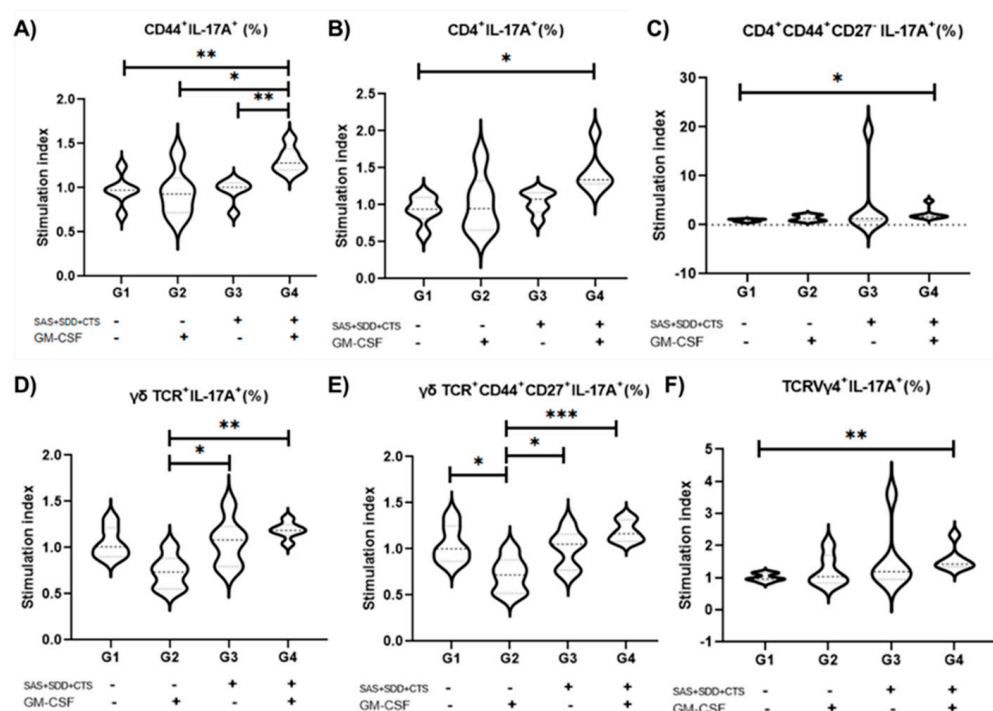 A) CD44⁺IL-17A⁺ (%)
** 
*
**
Stimulation index
2.0
1.5
1.0
0.5
0.0
G1 G2 G3 G4
SAS+SDD+CTS - - + +
GM-CSF - + - +
B) CD4⁺IL-17A⁺(%)
*
Stimulation index
2.5
2.0
1.5
1.0
0.5
0.0
G1 G2 G3 G4
SAS+SDD+CTS - - + +
GM-CSF - + - +
C) CD4⁺CD44⁺CD27⁻ IL-17A⁺(%)
*
Stimulation index
30
20
10
0
-10
G1 G2 G3 G4
SAS+SDD+CTS - - + +
GM-CSF - + - +
D) γδ TCR⁺IL-17A⁺(%)
**
*
Stimulation index
2.0
1.5
1.0
0.5
0.0
G1 G2 G3 G4
SAS+SDD+CTS - - + +
GM-CSF - + - +
E) γδ TCR⁺CD44⁺CD27⁺IL-17A⁺(%)
***
* *
Stimulation index
2.0
1.5
1.0
0.5
0.0
G1 G2 G3 G4
SAS+SDD+CTS - - + +
GM-CSF - + - +
F) TCRVγ4⁺IL-17A⁺(%)
**
Stimulation index
5
4
3
2
1
0
-1
G1 G2 G3 G4
SAS+SDD+CTS - - + +
GM-CSF - + - +